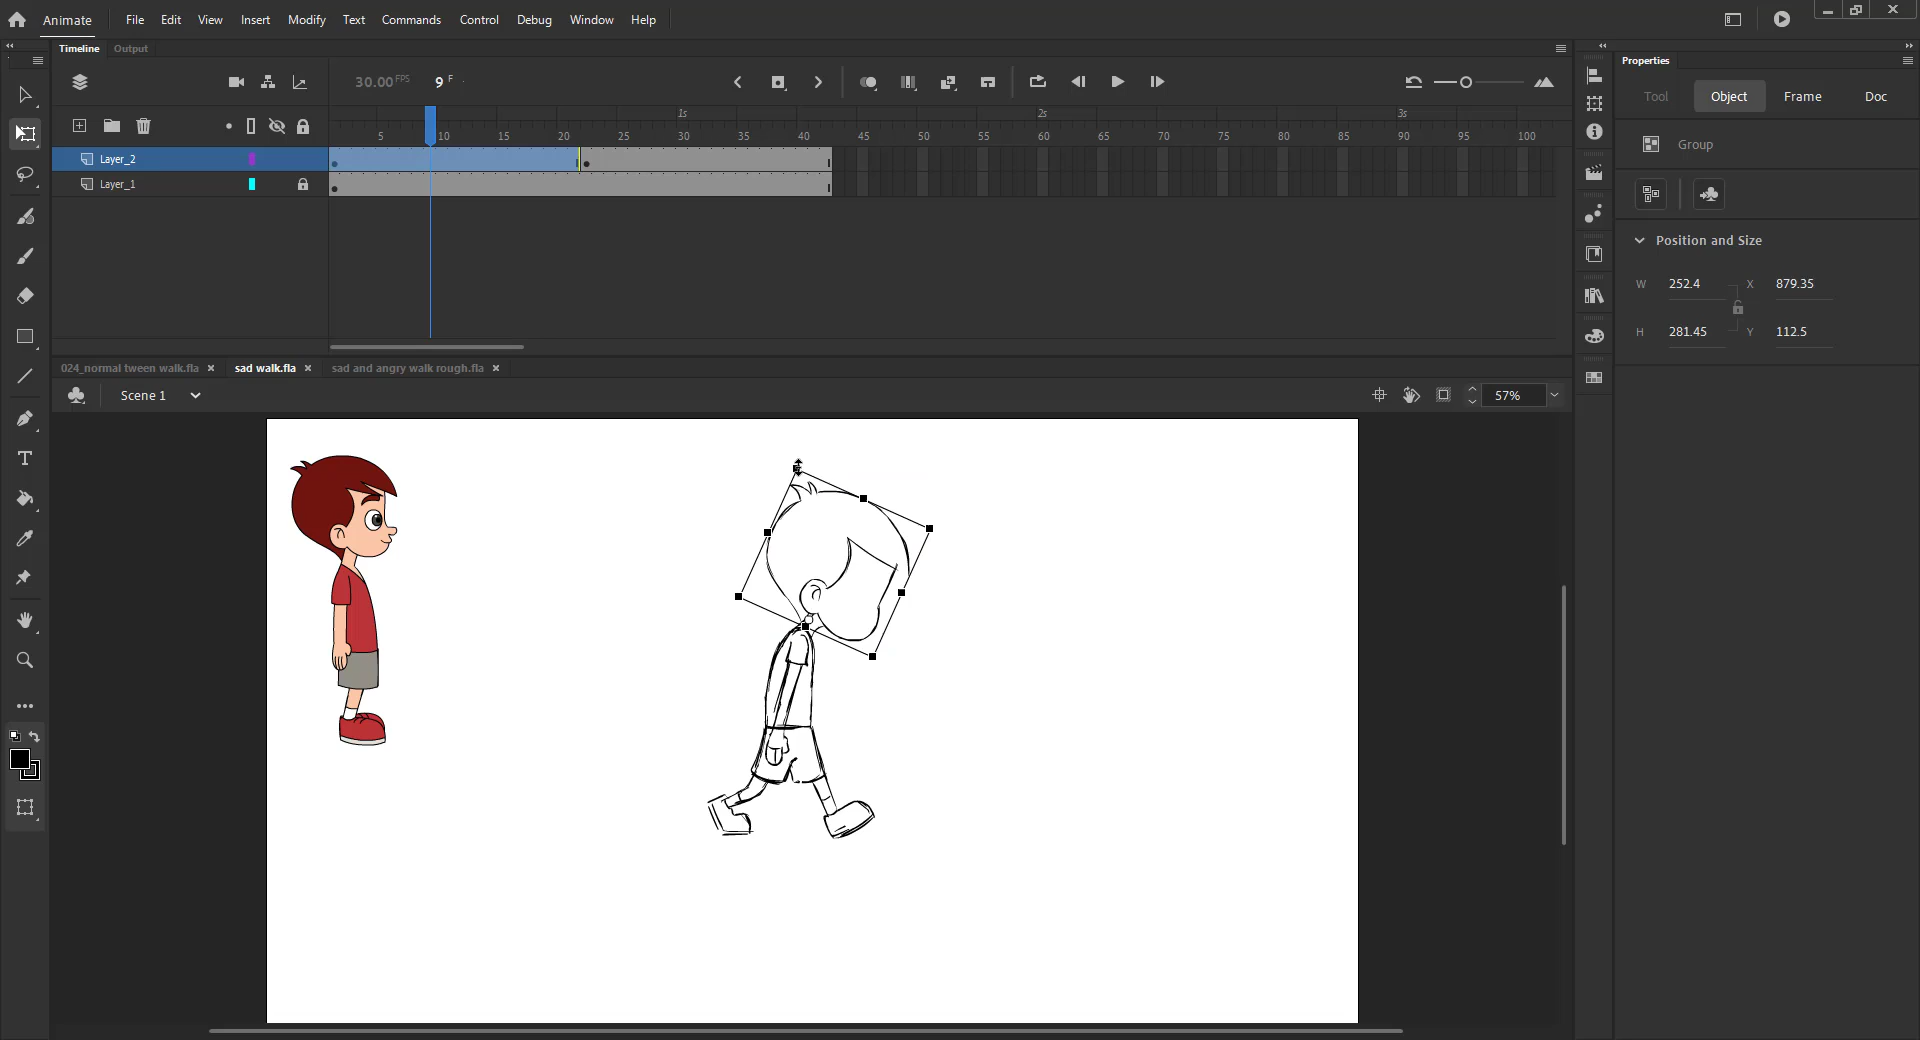 Animate File Edit View Insert Modify Text Commands Control Debug Window Help
Timeline Output
Properties
30.00 FPS 9 F
Tool Object Frame Doc
1s 2s 3s
5 10 15 20 25 30 35 40 45 50 55 60 65 70 75 80 85 90 95 100
Group
Layer_2
Layer_1
Position and Size
W 252.4 X 879.35
H 281.45 Y 112.5
024_normal tween walk.fla × sad walk.fla × sad and angry walk rough.fla ×
Scene 1 57%
T